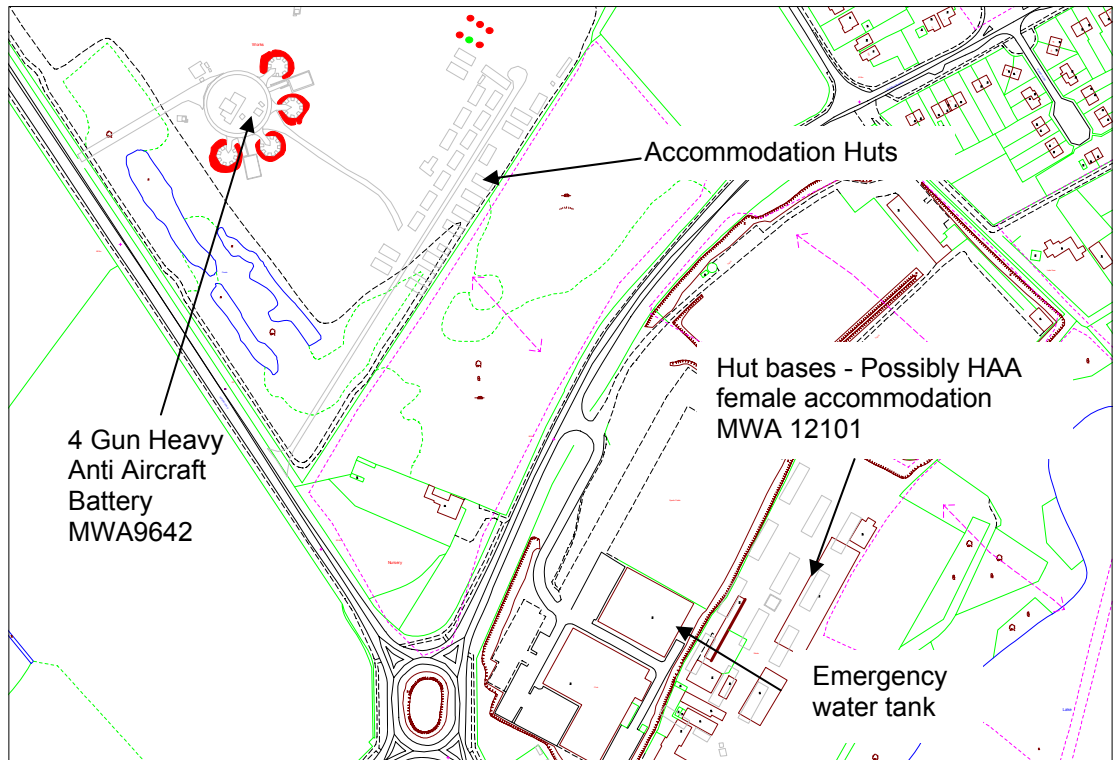 Accommodation Huts
Hut bases - Possibly HAA
female accommodation
MWA 12101
4 Gun Heavy
Anti Aircraft
Battery
MWA9642
Nursery
Emergency
water tank